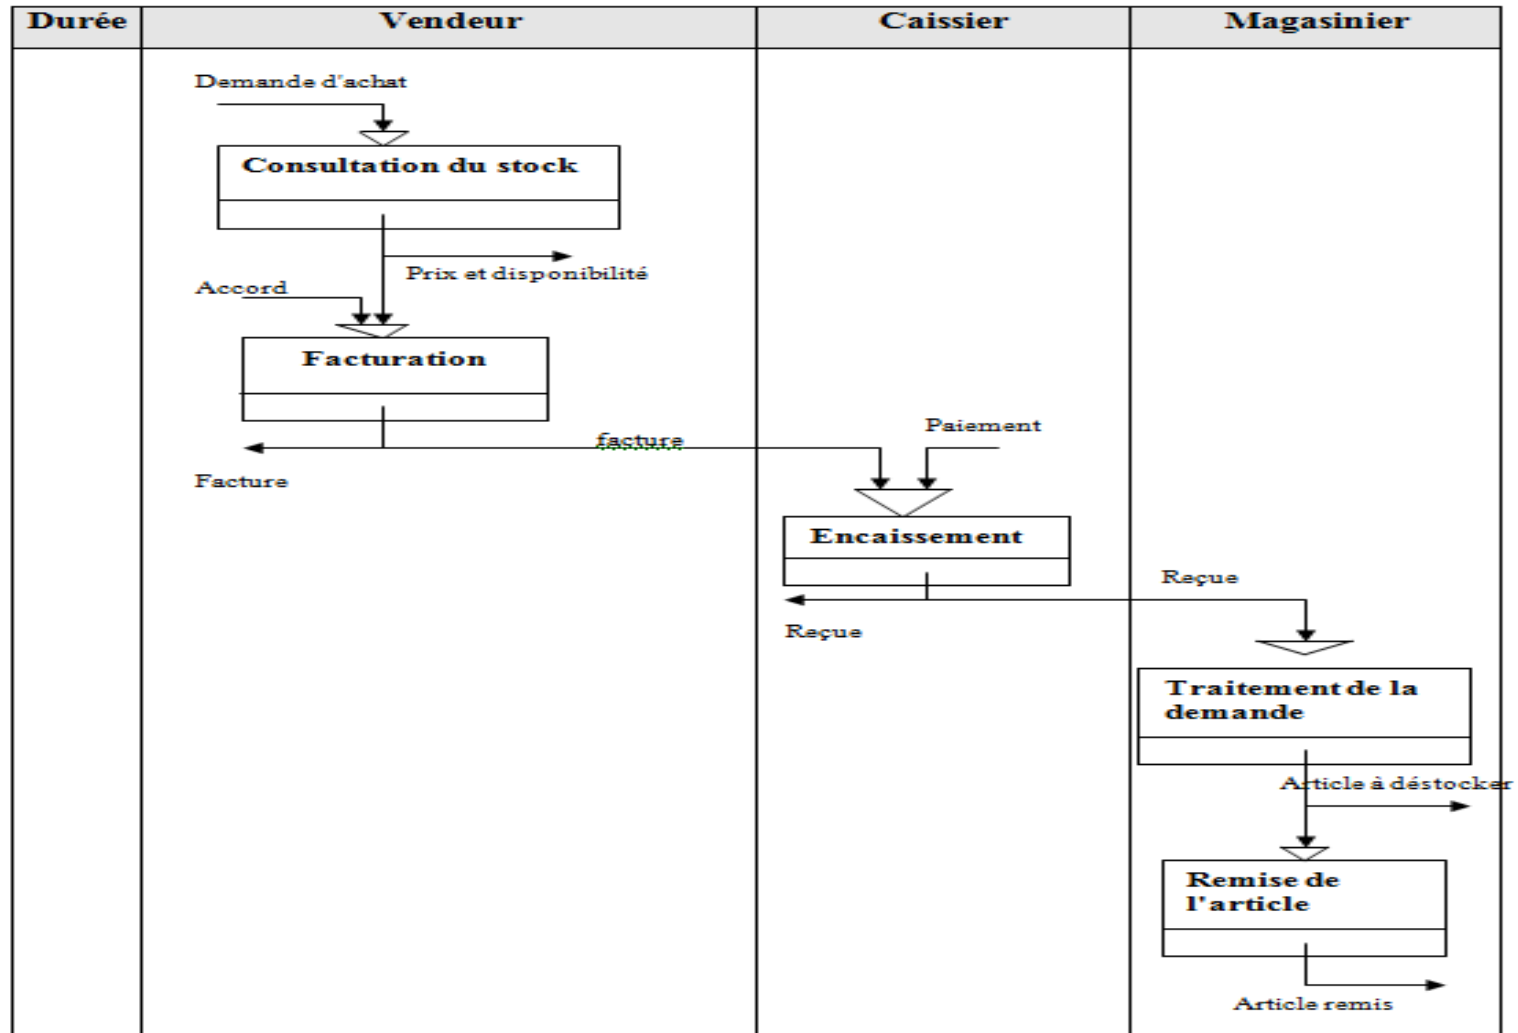 Durée Vendeur Caissier Magasinier
Demande d'achat
Consultation du stock
Prix et disponibilité
Accord
Facturation
facture
Paiement
Facture
Encaissement
Reçue
Reçue
Traitement de la
demande
Article à déstocker
Remise de
l'article
Article remis